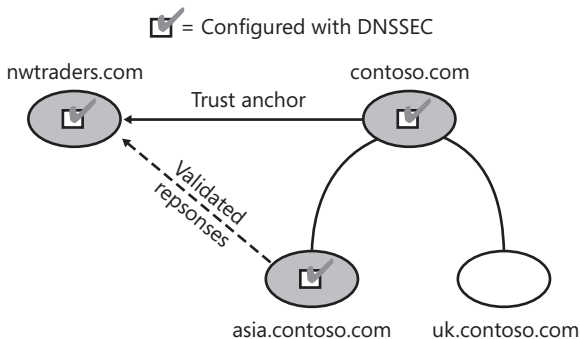 = Configured with DNSSEC
nwtraders.com
contoso.com
Trust anchor
Validated
repsonses
asia.contoso.com
uk.contoso.com